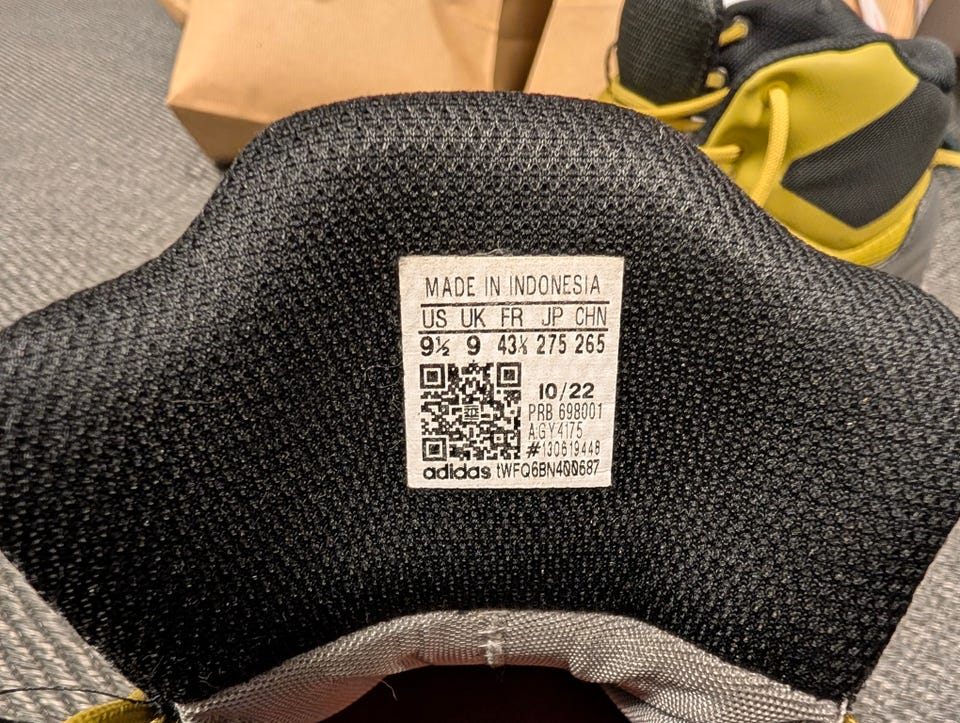 MADE IN INDONESIA
US UK FR JP CHN
9½ 9 43⅓ 275 265
10/22
PRB 698001
A:GY4175
#130619448
adidas tWFQ6BN400687